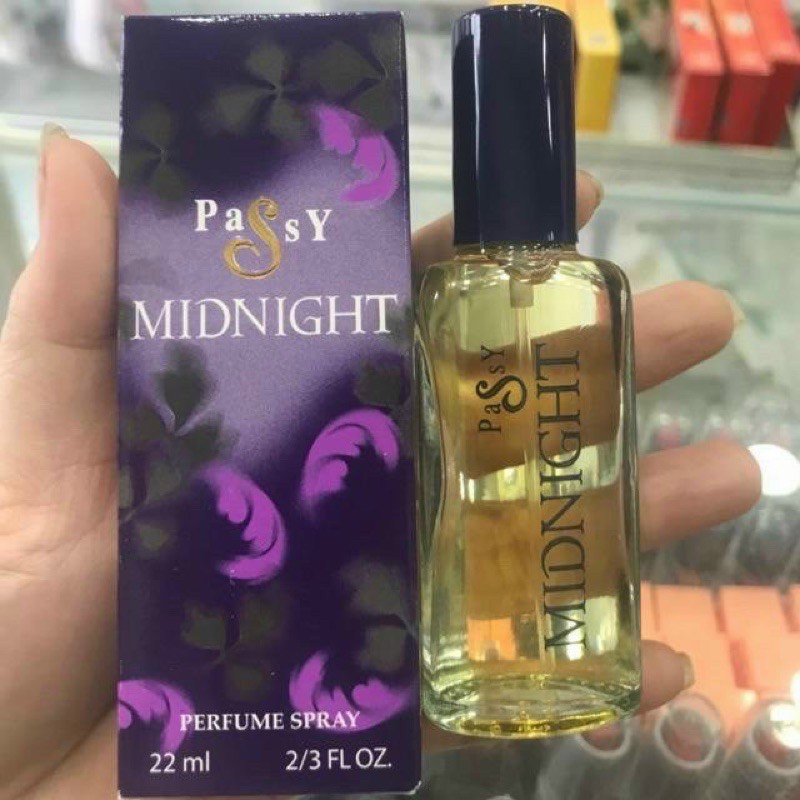 PaSsY
MIDNIGHT
PERFUME SPRAY
22 ml 2/3 FL OZ.
PaSsY
MIDNIGHT